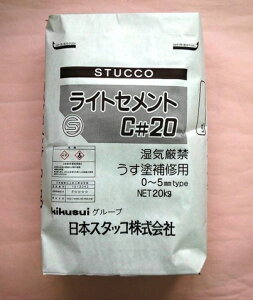 STUCCO
ライトセメント
C#20
S
湿気厳禁
うす塗補修用
0～5mm type
NET20kg
kikusui グループ
日本スタッコ株式会社